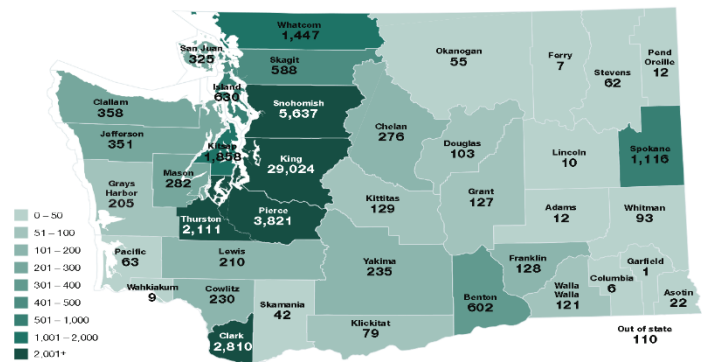 Whatcom
1,447
San Juan
325
Skagit
588
Okanogan
55
Ferry
7
Stevens
62
Pend
Oreille
12
Island
630
Clallam
358
Snohomish
5,637
Chelan
276
Jefferson
351
Kitsap
1,858
Douglas
103
Lincoln
10
Spokane
1,116
King
29,024
Mason
282
Grays
Harbor
205
Kittitas
129
Grant
127
Adams
12
Whitman
93
Pierce
3,821
Thurston
2,111
Pacific
63
Lewis
210
Yakima
235
Franklin
128
Garfield
1
Columbia
6
Walla
Walla
121
Asotin
22
Wahkiakum
9
Cowlitz
230
Skamania
42
Benton
602
Klickitat
79
Clark
2,810
Out of state
110
0 – 50
51 – 100
101 – 200
201 – 300
301 – 400
401 – 500
501 – 1,000
1,001 – 2,000
2,001+